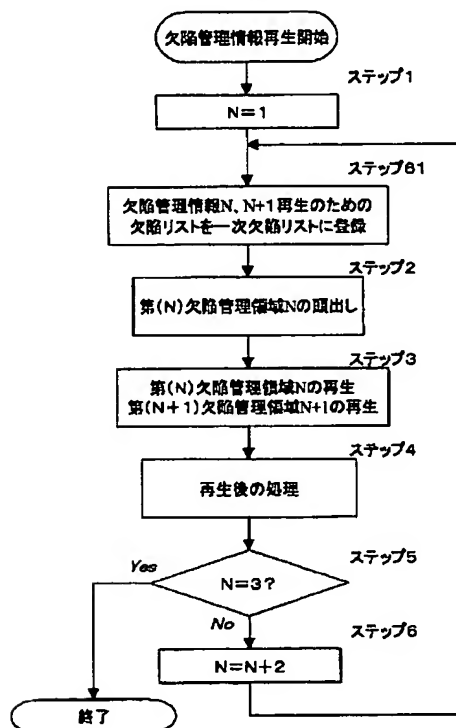 欠陥管理情報再生開始
ステップ1
N=1
ステップ61
欠陥管理情報N、N+1再生のための
欠陥リストを一次欠陥リストに登録
ステップ2
第(N)欠陥管理領域Nの頭出し
ステップ3
第(N)欠陥管理領域Nの再生
第(N+1)欠陥管理領域N+1の再生
ステップ4
再生後の処理
ステップ5
Yes
N=3?
No
ステップ6
N=N+2
終了